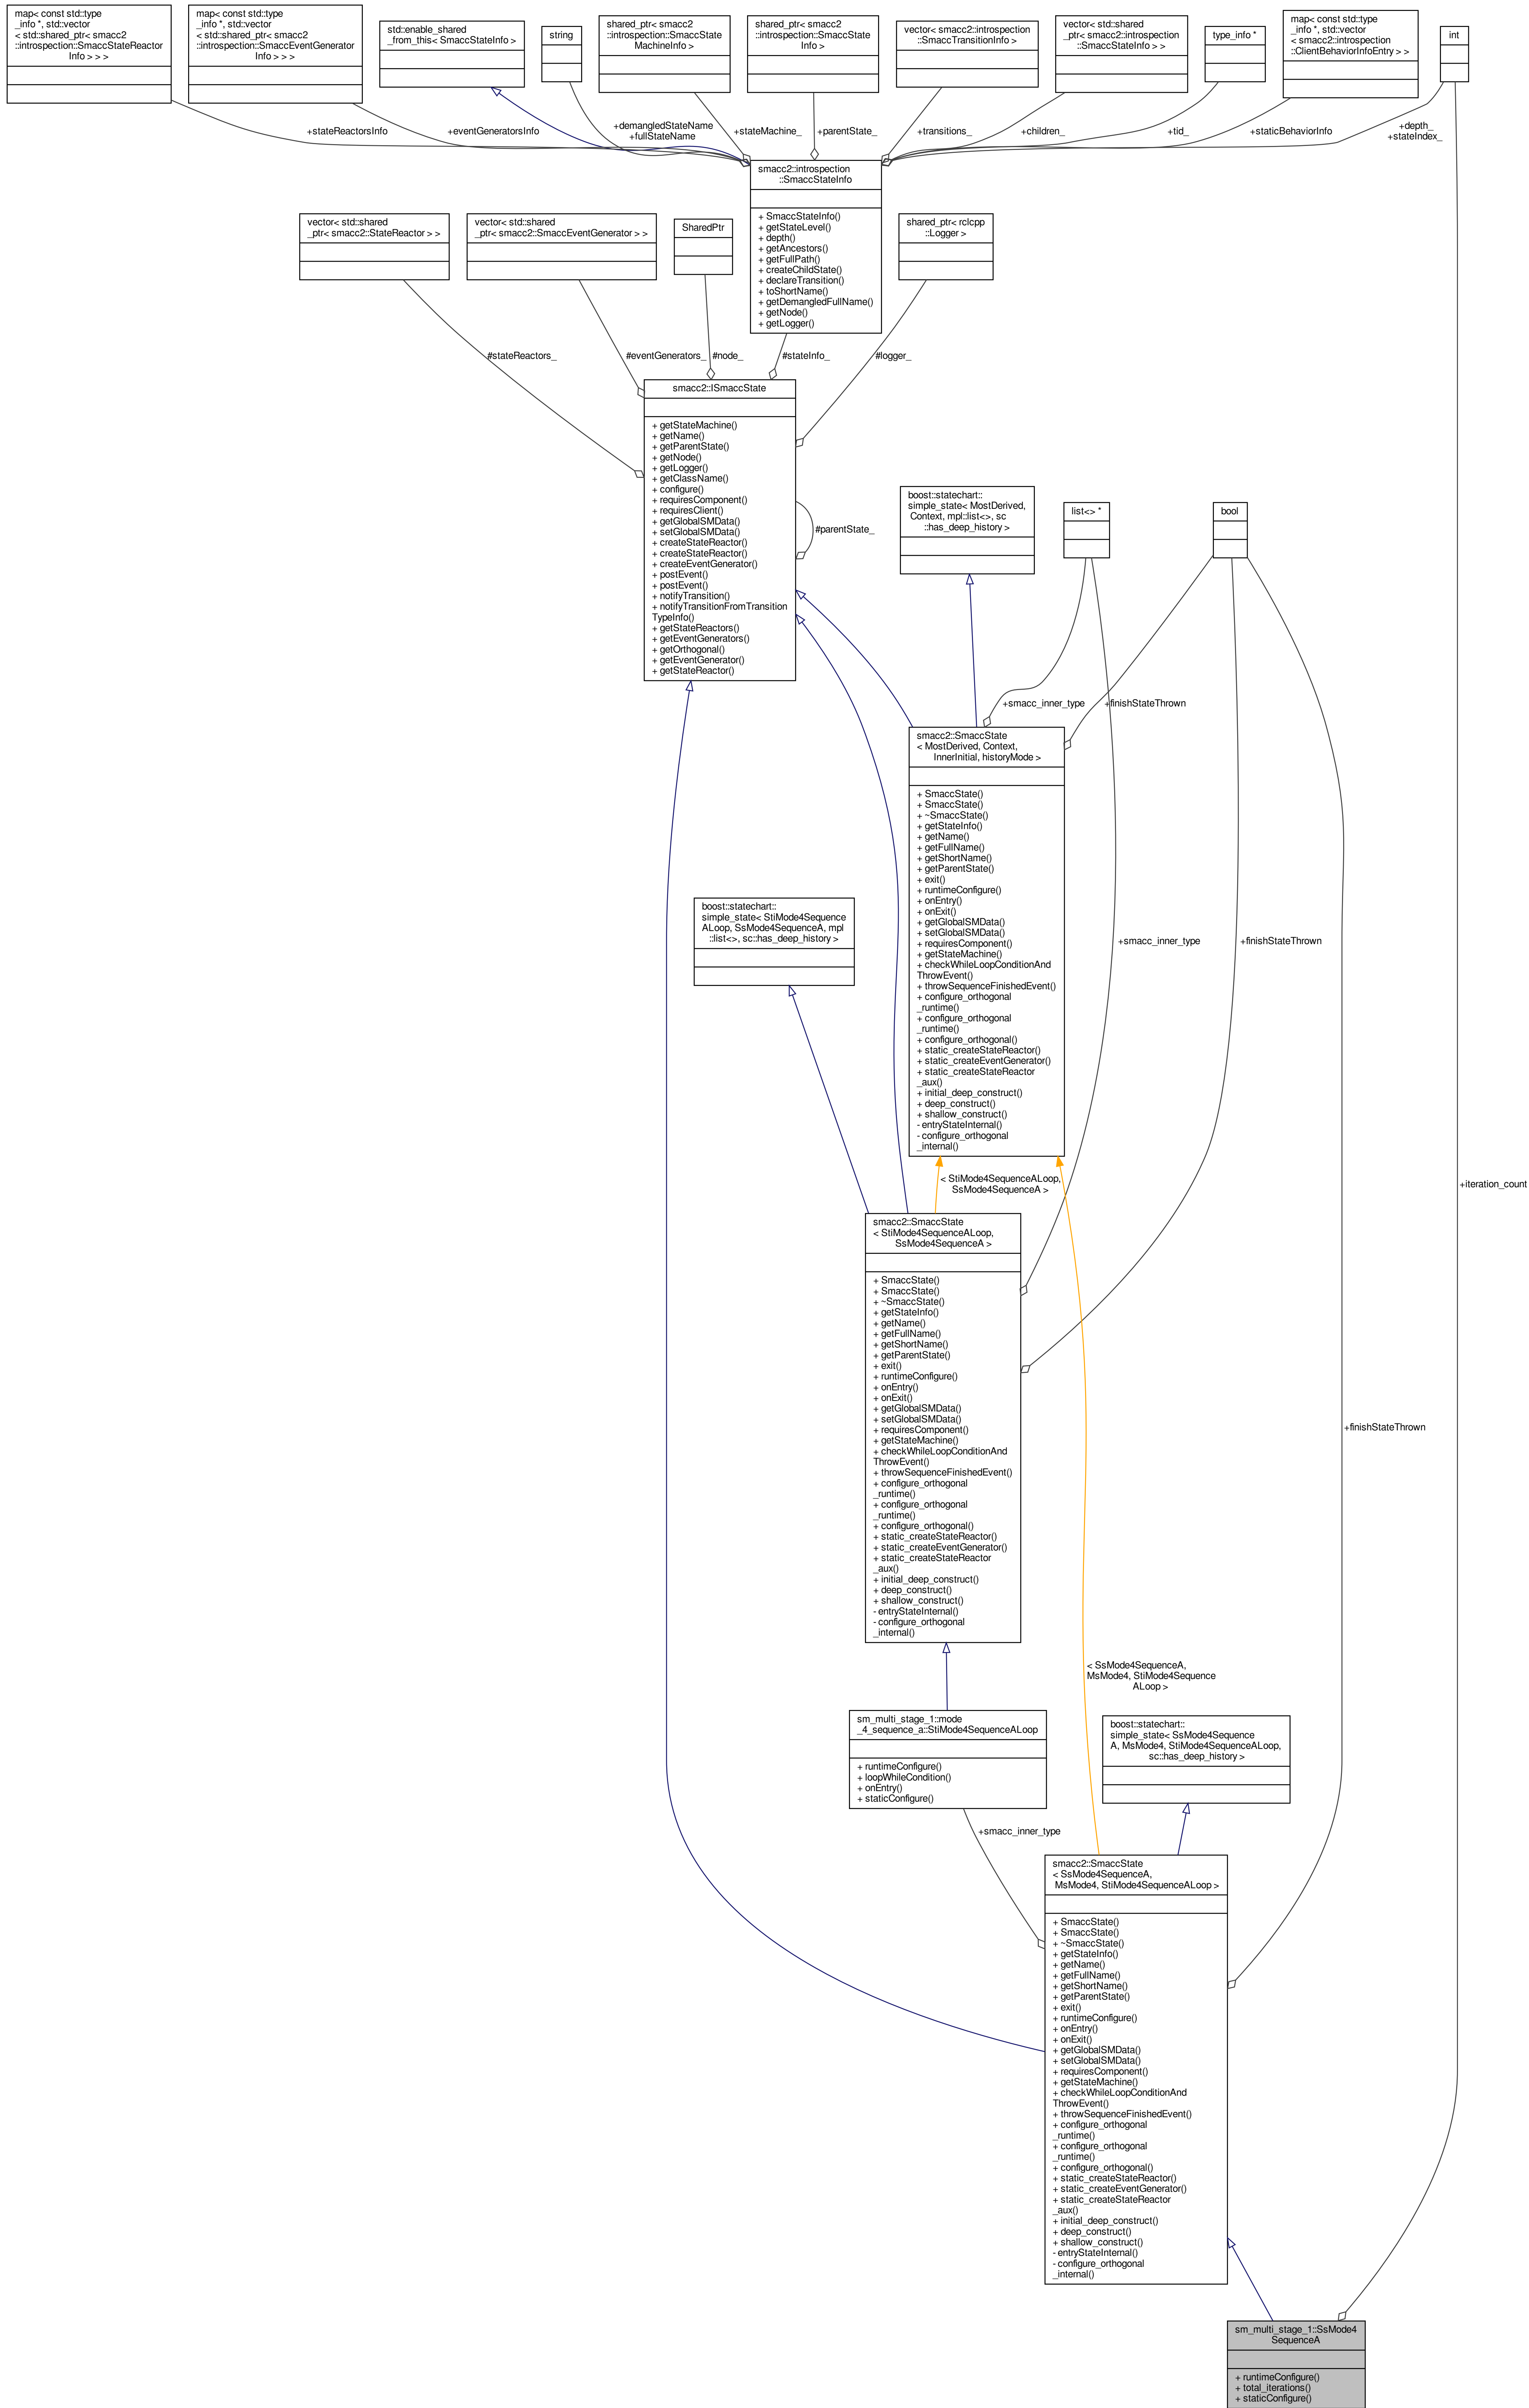 map< const std::type
_info *, std::vector
< std::shared_ptr< smacc2
::introspection::SmaccStateReactor
Info > > >
map< const std::type
_info *, std::vector
< std::shared_ptr< smacc2
::introspection::SmaccEventGenerator
Info > > >
std::enable_shared
_from_this< SmaccStateInfo >
string
shared_ptr< smacc2
::introspection::SmaccState
MachineInfo >
shared_ptr< smacc2
::introspection::SmaccState
Info >
vector< smacc2::introspection
::SmaccTransitionInfo >
vector< std::shared
_ptr< smacc2::introspection
::SmaccStateInfo > >
type_info *
map< const std::type
_info *, std::vector
< smacc2::introspection
::ClientBehaviorInfoEntry > >
int
+stateReactorsInfo
+eventGeneratorsInfo
+demangledStateName
+fullStateName
+stateMachine_
+parentState_
+transitions_
+children_
+tid_
+staticBehaviorInfo
+depth_
+stateIndex_
smacc2::introspection
::SmaccStateInfo
+ SmaccStateInfo()
+ getStateLevel()
+ depth()
+ getAncestors()
+ getFullPath()
+ createChildState()
+ declareTransition()
+ toShortName()
+ getDemangledFullName()
+ getNode()
+ getLogger()
vector< std::shared
_ptr< smacc2::StateReactor > >
vector< std::shared
_ptr< smacc2::SmaccEventGenerator > >
SharedPtr
shared_ptr< rclcpp
::Logger >
#stateReactors_
#eventGenerators_
#node_
#stateInfo_
#logger_
smacc2::ISmaccState
+ getStateMachine()
+ getName()
+ getParentState()
+ getNode()
+ getLogger()
+ getClassName()
+ configure()
+ requiresComponent()
+ requiresClient()
+ getGlobalSMData()
+ setGlobalSMData()
+ createStateReactor()
+ createStateReactor()
+ createEventGenerator()
+ postEvent()
+ postEvent()
+ notifyTransition()
+ notifyTransitionFromTransition
TypeInfo()
+ getStateReactors()
+ getEventGenerators()
+ getOrthogonal()
+ getEventGenerator()
+ getStateReactor()
#parentState_
boost::statechart::
simple_state< MostDerived,
Context, mpl::list<>, sc
::has_deep_history >
list<> *
bool
+smacc_inner_type
+finishStateThrown
smacc2::SmaccState
< MostDerived, Context,
InnerInitial, historyMode >
+ SmaccState()
+ SmaccState()
+ ~SmaccState()
+ getStateInfo()
+ getName()
+ getFullName()
+ getShortName()
+ getParentState()
+ exit()
+ runtimeConfigure()
+ onEntry()
+ onExit()
+ getGlobalSMData()
+ setGlobalSMData()
+ requiresComponent()
+ getStateMachine()
+ checkWhileLoopConditionAnd
ThrowEvent()
+ throwSequenceFinishedEvent()
+ configure_orthogonal
_runtime()
+ configure_orthogonal
_runtime()
+ configure_orthogonal()
+ static_createStateReactor()
+ static_createEventGenerator()
+ static_createStateReactor
_aux()
+ initial_deep_construct()
+ deep_construct()
+ shallow_construct()
- entryStateInternal()
- configure_orthogonal
_internal()
boost::statechart::
simple_state< StiMode4Sequence
ALoop, SsMode4SequenceA, mpl
::list<>, sc::has_deep_history >
+smacc_inner_type
+finishStateThrown
< StiMode4SequenceALoop,
SsMode4SequenceA >
+iteration_count
smacc2::SmaccState
< StiMode4SequenceALoop,
SsMode4SequenceA >
+ SmaccState()
+ SmaccState()
+ ~SmaccState()
+ getStateInfo()
+ getName()
+ getFullName()
+ getShortName()
+ getParentState()
+ exit()
+ runtimeConfigure()
+ onEntry()
+ onExit()
+ getGlobalSMData()
+ setGlobalSMData()
+ requiresComponent()
+ getStateMachine()
+ checkWhileLoopConditionAnd
ThrowEvent()
+ throwSequenceFinishedEvent()
+ configure_orthogonal
_runtime()
+ configure_orthogonal
_runtime()
+ configure_orthogonal()
+ static_createStateReactor()
+ static_createEventGenerator()
+ static_createStateReactor
_aux()
+ initial_deep_construct()
+ deep_construct()
+ shallow_construct()
- entryStateInternal()
- configure_orthogonal
_internal()
+finishStateThrown
< SsMode4SequenceA,
MsMode4, StiMode4Sequence
ALoop >
sm_multi_stage_1::mode
_4_sequence_a::StiMode4SequenceALoop
+ runtimeConfigure()
+ loopWhileCondition()
+ onEntry()
+ staticConfigure()
boost::statechart::
simple_state< SsMode4Sequence
A, MsMode4, StiMode4SequenceALoop,
sc::has_deep_history >
+smacc_inner_type
smacc2::SmaccState
< SsMode4SequenceA,
MsMode4, StiMode4SequenceALoop >
+ SmaccState()
+ SmaccState()
+ ~SmaccState()
+ getStateInfo()
+ getName()
+ getFullName()
+ getShortName()
+ getParentState()
+ exit()
+ runtimeConfigure()
+ onEntry()
+ onExit()
+ getGlobalSMData()
+ setGlobalSMData()
+ requiresComponent()
+ getStateMachine()
+ checkWhileLoopConditionAnd
ThrowEvent()
+ throwSequenceFinishedEvent()
+ configure_orthogonal
_runtime()
+ configure_orthogonal
_runtime()
+ configure_orthogonal()
+ static_createStateReactor()
+ static_createEventGenerator()
+ static_createStateReactor
_aux()
+ initial_deep_construct()
+ deep_construct()
+ shallow_construct()
- entryStateInternal()
- configure_orthogonal
_internal()
sm_multi_stage_1::SsMode4
SequenceA
+ runtimeConfigure()
+ total_iterations()
+ staticConfigure()